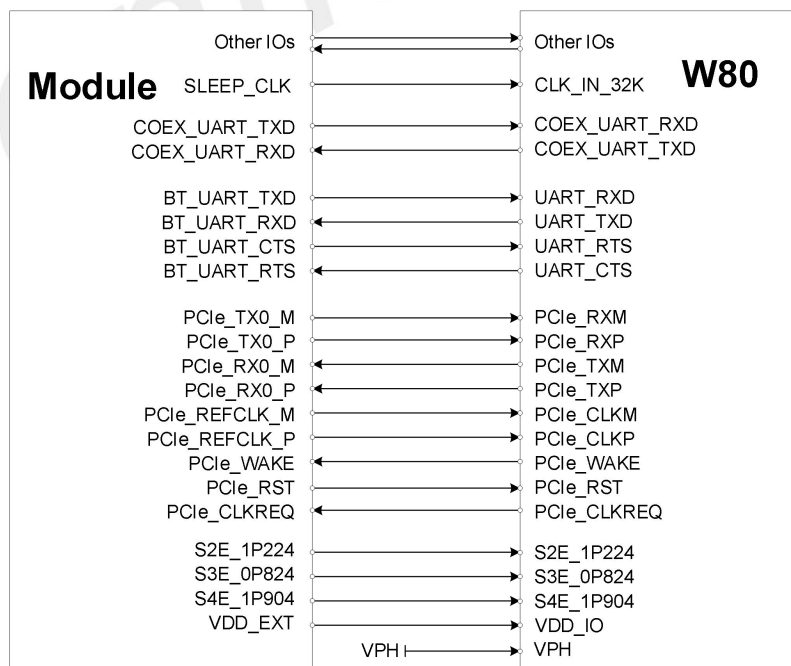 Other IOs Other IOs
Module W80
SLEEP_CLK CLK_IN_32K
COEX_UART_TXD COEX_UART_RXD
COEX_UART_RXD COEX_UART_TXD
BT_UART_TXD UART_RXD
BT_UART_RXD UART_TXD
BT_UART_CTS UART_RTS
BT_UART_RTS UART_CTS
PCIe_TX0_M PCIe_RXM
PCIe_TX0_P PCIe_RXP
PCIe_RX0_M PCIe_TXM
PCIe_RX0_P PCIe_TXP
PCIe_REFCLK_M PCIe_CLKM
PCIe_REFCLK_P PCIe_CLKP
PCIe_WAKE PCIe_WAKE
PCIe_RST PCIe_RST
PCIe_CLKREQ PCIe_CLKREQ
S2E_1P224 S2E_1P224
S3E_0P824 S3E_0P824
S4E_1P904 S4E_1P904
VDD_EXT VDD_IO
VPH VPH